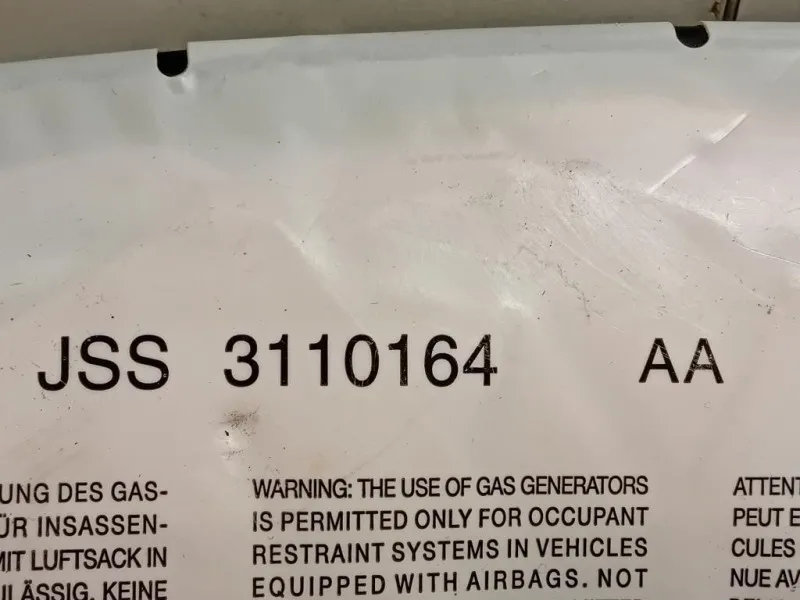 JSS 3110164 AA
UNG DES GAS-
ÜR INSASSEN-
MIT LUFTSACK IN
LÄSSIG. KEINE
WARNING: THE USE OF GAS GENERATORS
IS PERMITTED ONLY FOR OCCUPANT
RESTRAINT SYSTEMS IN VEHICLES
EQUIPPED WITH AIRBAGS. NOT
ATTENT
PEUT E
CULES
NUE AV